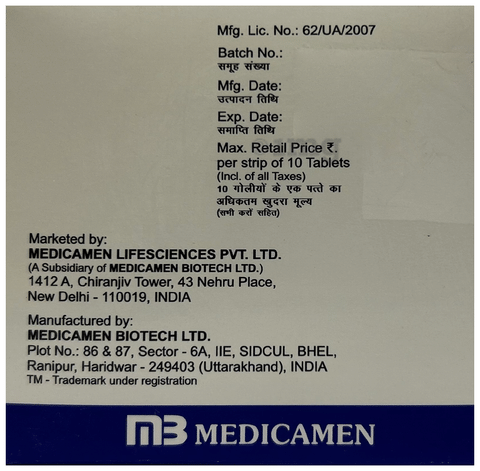 Mfg. Lic. No.: 62/UA/2007
Batch No.:
समूह संख्या
Mfg. Date:
उत्पादन तिथि
Exp. Date:
समाप्ति तिथि
Max. Retail Price ₹.
per strip of 10 Tablets
(Incl. of all Taxes)
10 गोलीयों के एक पत्ते का
अधिकतम खुदरा मूल्य
(सभी करों सहित)
Marketed by:
MEDICAMEN LIFESCIENCES PVT. LTD.
(A Subsidiary of MEDICAMEN BIOTECH LTD.)
1412 A, Chiranjiv Tower, 43 Nehru Place,
New Delhi - 110019, INDIA
Manufactured by:
MEDICAMEN BIOTECH LTD.
Plot No.: 86 & 87, Sector - 6A, IIE, SIDCUL, BHEL,
Ranipur, Haridwar - 249403 (Uttarakhand), INDIA
TM - Trademark under registration
MB MEDICAMEN